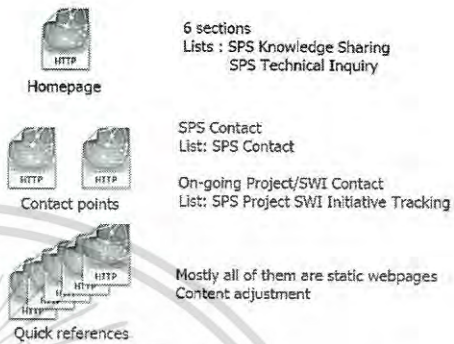 HTTP
Homepage
6 sections
Lists : SPS Knowledge Sharing
SPS Technical Inquiry
HTTP
HTTP
Contact points
SPS Contact
List: SPS Contact
On-going Project/SWI Contact
List: SPS Project SWI Initiative Tracking
HTTP
HTTP
Quick references
Mostly all of them are static webpages
Content adjustment